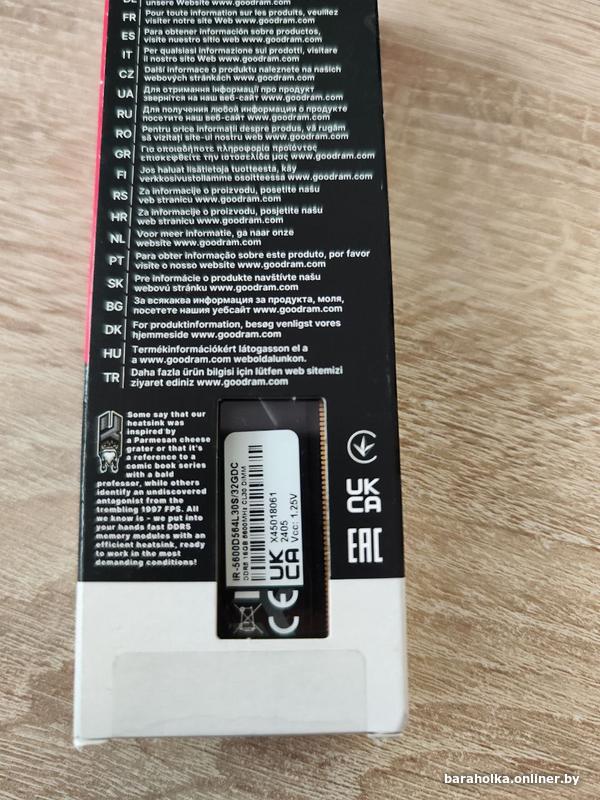 DE
unsere Website www.goodram.com
FR
Pour toute information sur les produits, veuillez
visiter notre site Web www.goodram.com
ES
Para obtener información sobre productos,
visite nuestro sitio web www.goodram.com
IT
Per qualsiasi informazione sul prodotti, visitare
il nostro sito Web www.goodram.com
CZ
Další informace o produktu naleznete na našich
webových stránkách www.goodram.com
UA
Для отримання інформації про продукт
звернітся на наш веб-сайт www.goodram.com
RU
Для получения любой информации о продукте
посетите наш веб-сайт www.goodram.com
RO
Pentru orice informații despre produs, vă rugăm
să vizitați site-ul nostru web www.goodram.com
GR
Για οποιαδήποτε πληροφορία προϊόντος
επισκεφθείτε την ιστοσελίδα μας www.goodram.com
FI
Jos haluat lisätietoja tuotteesta, käy
verkkosivustollamme osoitteessa www.goodram.com
RS
Za informacije o proizvodu, posetite našu
veb stranicu www.goodram.com
HR
Za informacije o proizvodu, posjetite našu
web stranicu www.goodram.com
NL
Voor meer informatie, ga naar onze
website www.goodram.com
PT
Para obter informação sobre este produto, por favor
visite o nosso website www.goodram.com
SK
Pre informácie o produkte navštívte našu
webovú stránku www.goodram.com
BG
За всякаква информация за продукта, моля,
посетете нашия уебсайт www.goodram.com
DK
For produktinformation, besøg venligst vores
hjemmeside www.goodram.com
HU
Termékinformációkért látogasson el a
a www.goodram.com weboldalunkon.
TR
Daha fazla ürün bilgisi için lütfen web sitemizi
ziyaret ediniz www.goodram.com
Some say that our
heatsink was
inspired by
a Parmesan cheese
grater or that it's
a reference to a
comic book series
with a bald
professor, while others
identify an undiscovered
antagonist from the
trembling 1997 FPS. All
we know is - we put into
your hands fast DDR5
memory modules with an
efficient heatsink, ready
to work in the most
demanding conditions!
IR-5600D564L30S/32GDC
DDR5 16GB 5600MHz CL30 DIMM
X45018061
2405
Vcc: 1.25V
UK
CA
CE
UK
CA
EAC
baraholka.onliner.by